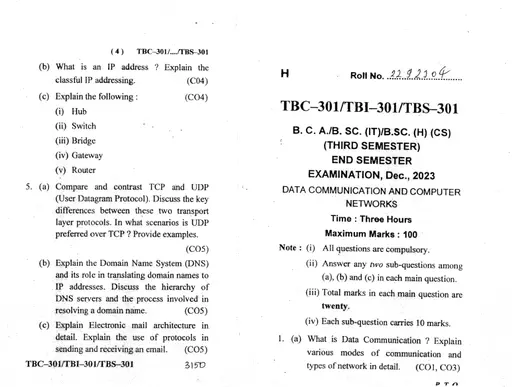 ( 4 ) TBC–301/..../TBS–301
(b) What is an IP address ? Explain the
classful IP addressing. (C04)
(c) Explain the following : (CO4)
(i) Hub
(ii) Switch
(iii) Bridge
(iv) Gateway
(v) Router
5. (a) Compare and contrast TCP and UDP
(User Datagram Protocol). Discuss the key
differences between these two transport
layer protocols. In what scenarios is UDP
preferred over TCP ? Provide examples.
(CO5)
(b) Explain the Domain Name System (DNS)
and its role in translating domain names to
IP addresses. Discuss the hierarchy of
DNS servers and the process involved in
resolving a domain name. (CO5)
(c) Explain Electronic mail architecture in
detail. Explain the use of protocols in
sending and receiving an email. (CO5)
TBC–301/TBI–301/TBS–301 3150
H Roll No. 2292204
TBC–301/TBI–301/TBS–301
B. C. A./B. SC. (IT)/B.SC. (H) (CS)
(THIRD SEMESTER)
END SEMESTER
EXAMINATION, Dec., 2023
DATA COMMUNICATION AND COMPUTER
NETWORKS
Time : Three Hours
Maximum Marks : 100
Note : (i) All questions are compulsory.
(ii) Answer any two sub-questions among
(a), (b) and (c) in each main question.
(iii) Total marks in each main question are
twenty.
(iv) Each sub-question carries 10 marks.
1. (a) What is Data Communication ? Explain
various modes of communication and
types of network in detail. (CO1, CO3)
P. T. O.